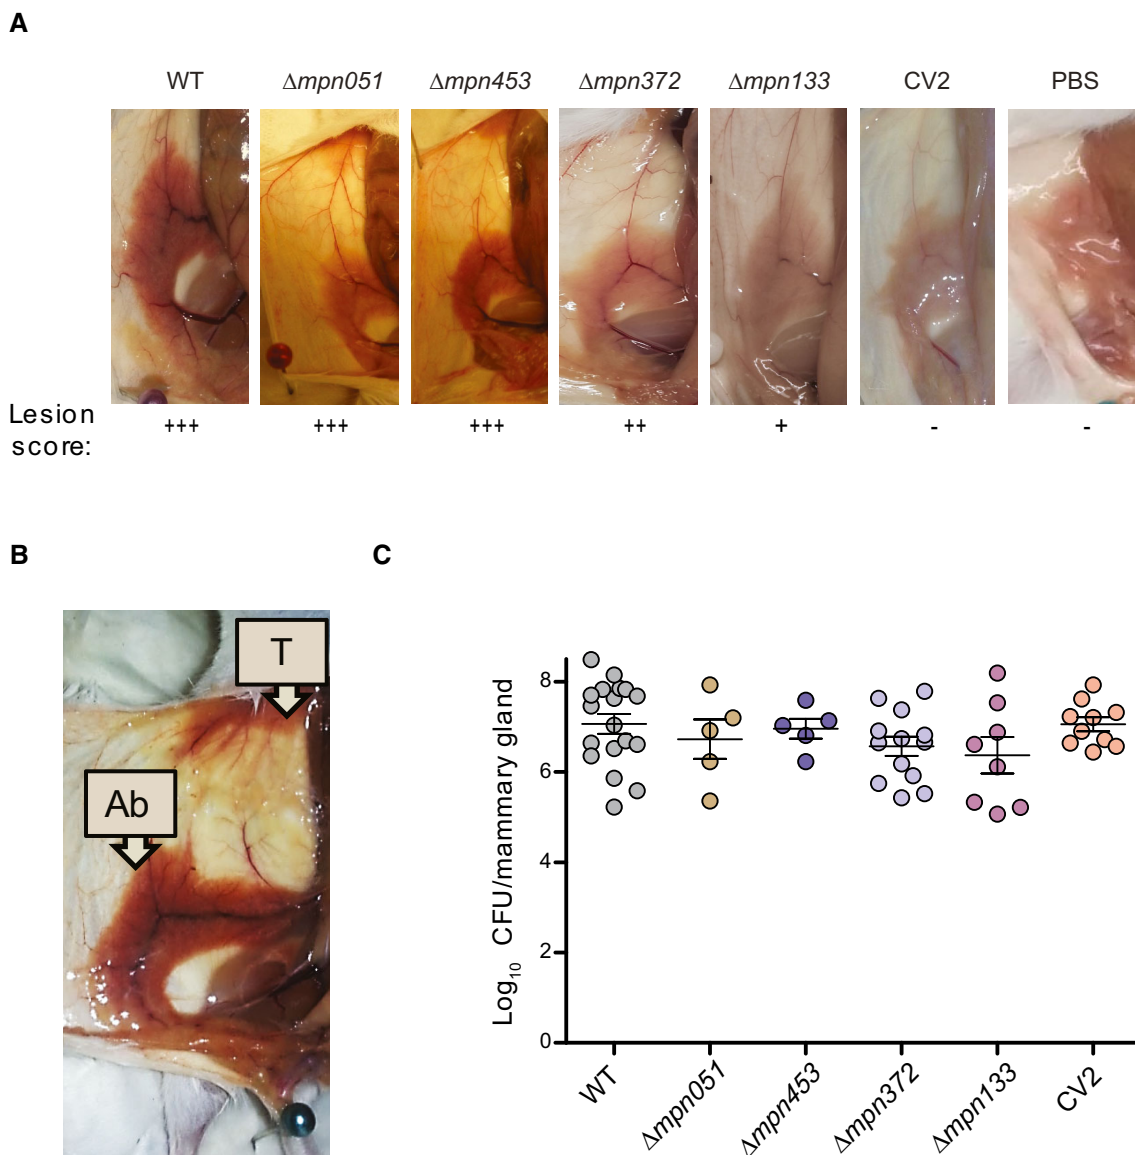 A
WT Δmpn051 Δmpn453 Δmpn372 Δmpn133 CV2 PBS
Lesion
score:
+++ +++ +++ ++ + - -
B
C
T
Ab
Log10 CFU/mammary gland
8
6
4
2
0
WT Δmpn051 Δmpn453 Δmpn372 Δmpn133 CV2